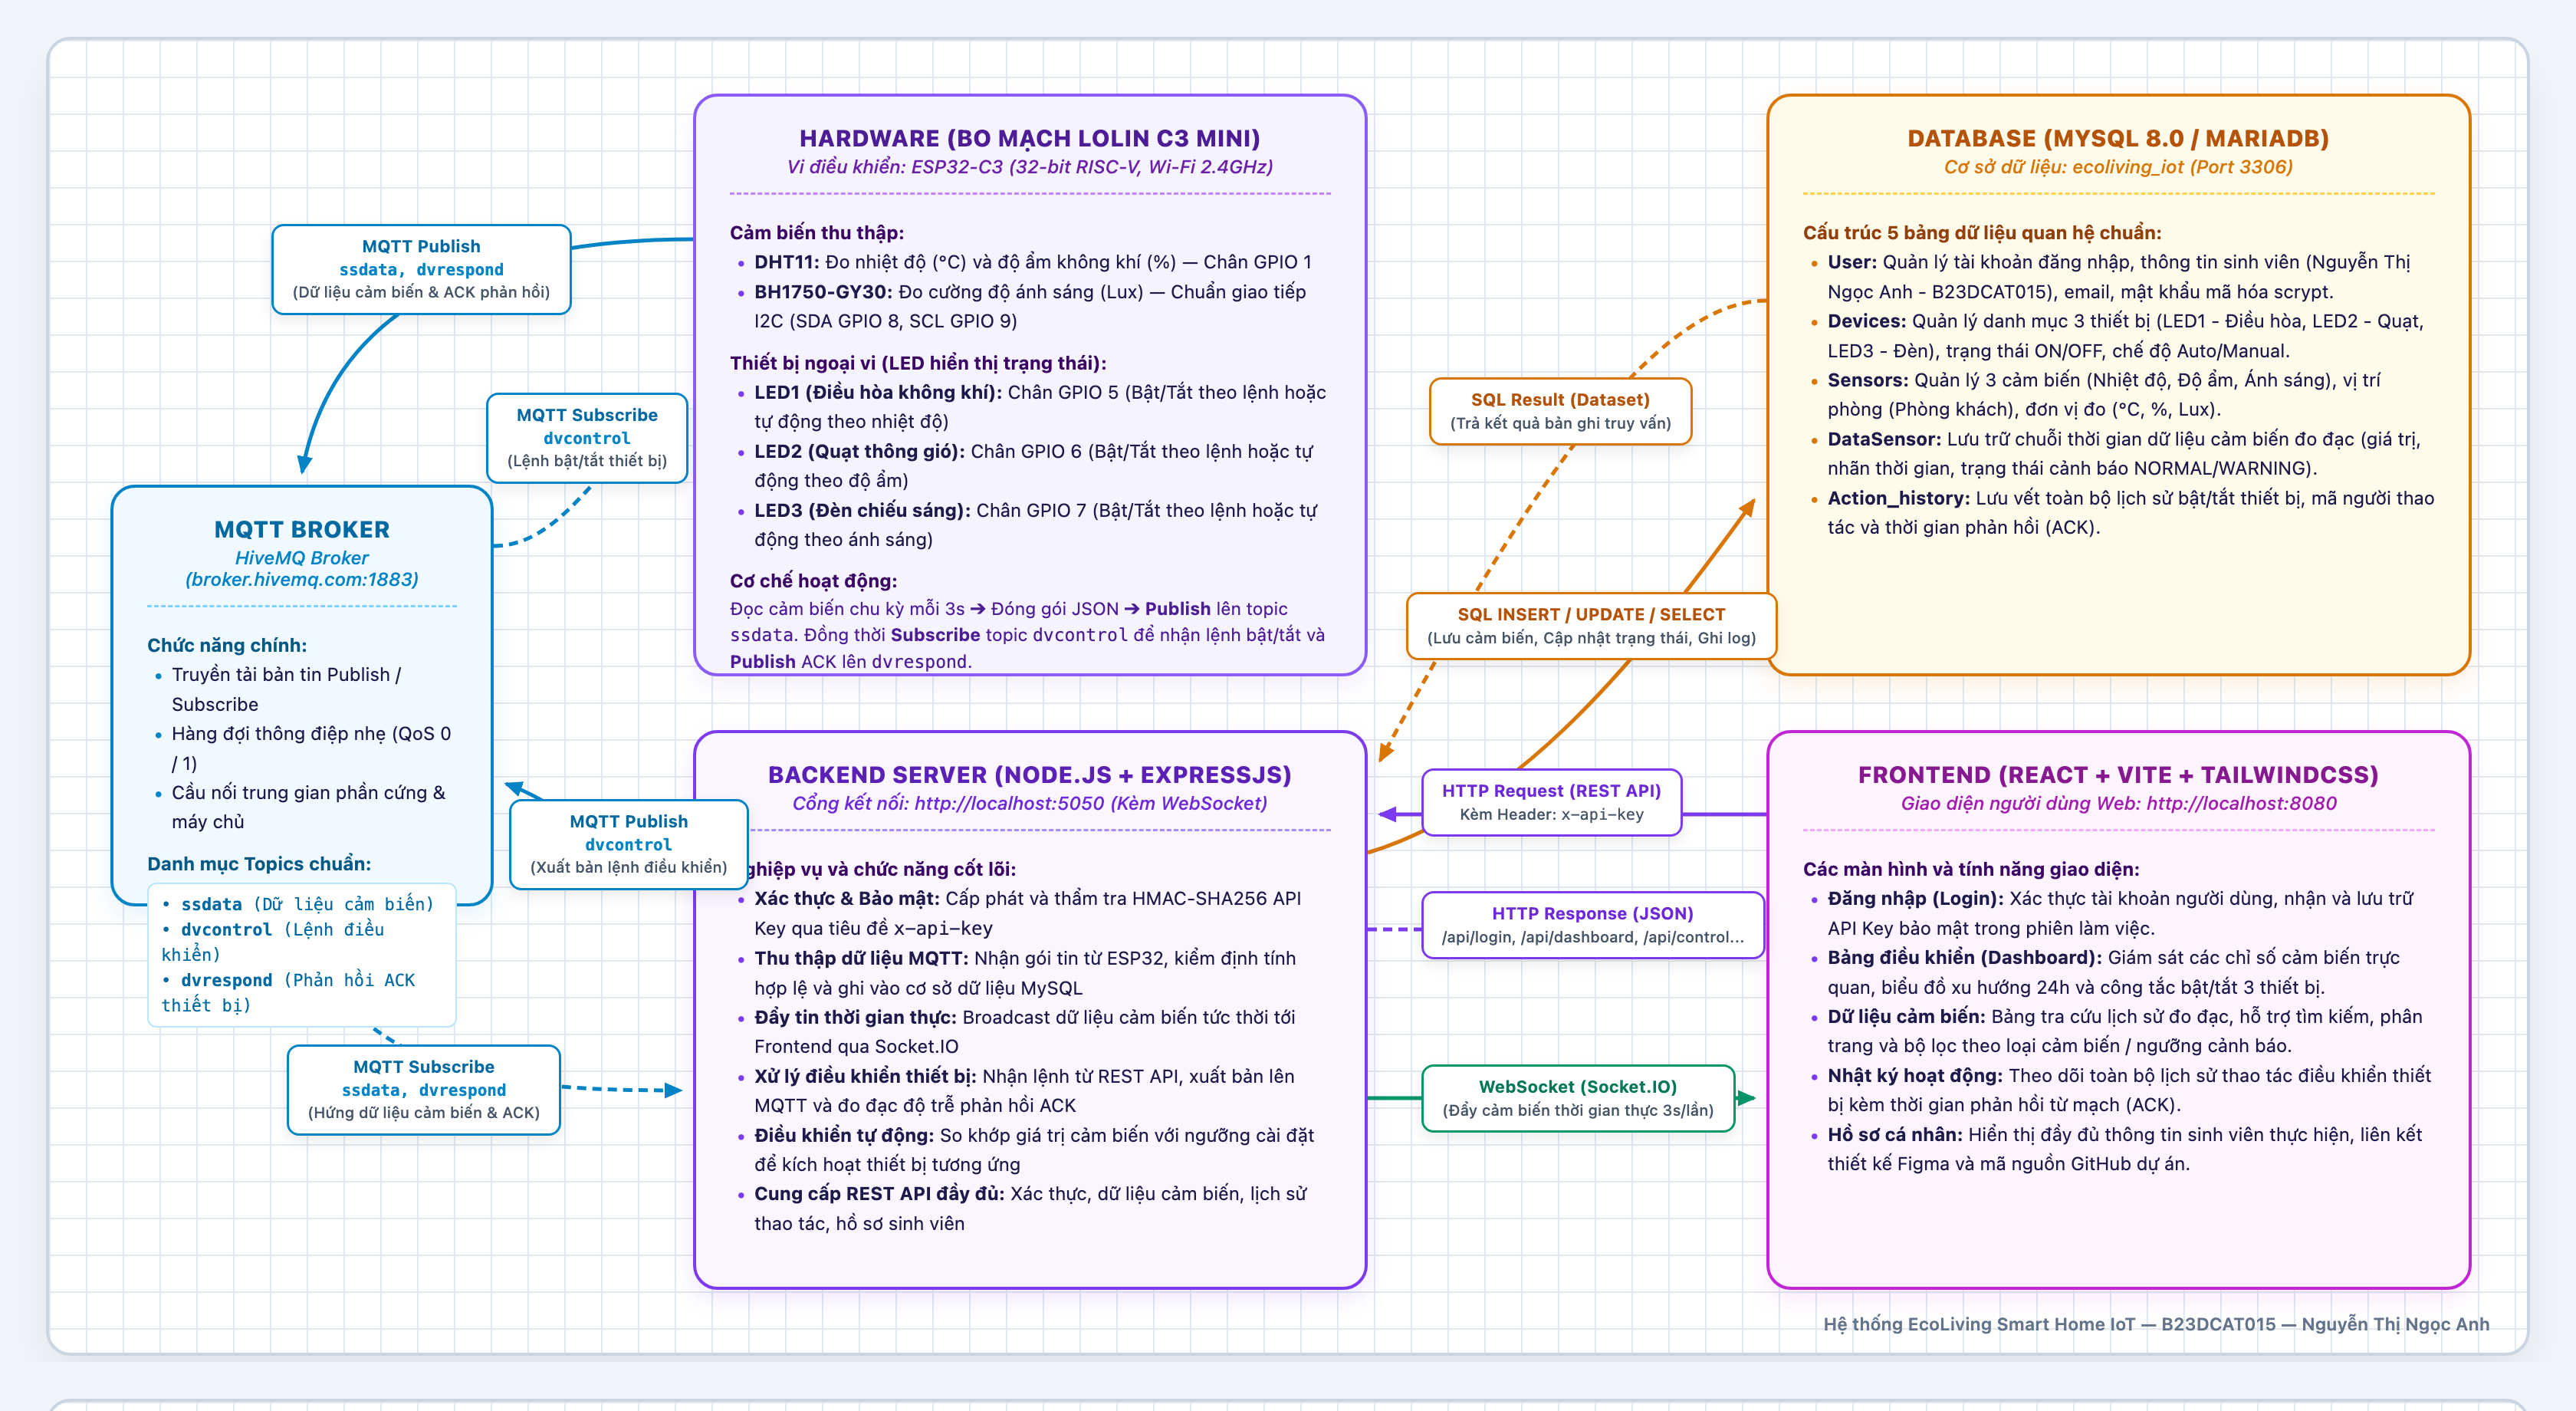 HARDWARE (BO MẠCH LOLIN C3 MINI)
Vi điều khiển: ESP32-C3 (32-bit RISC-V, Wi-Fi 2.4GHz)
Cảm biến thu thập:
• DHT11: Đo nhiệt độ (°C) và độ ẩm không khí (%) — Chân GPIO 1
• BH1750-GY30: Đo cường độ ánh sáng (Lux) — Chuẩn giao tiếp
I2C (SDA GPIO 8, SCL GPIO 9)
Thiết bị ngoại vi (LED hiển thị trạng thái):
• LED1 (Điều hòa không khí): Chân GPIO 5 (Bật/Tắt theo lệnh hoặc
tự động theo nhiệt độ)
• LED2 (Quạt thông gió): Chân GPIO 6 (Bật/Tắt theo lệnh hoặc tự
động theo độ ẩm)
• LED3 (Đèn chiếu sáng): Chân GPIO 7 (Bật/Tắt theo lệnh hoặc tự
động theo ánh sáng)
Cơ chế hoạt động:
Đọc cảm biến chu kỳ mỗi 3s ➔ Đóng gói JSON ➔ Publish lên topic
ssdata. Đồng thời Subscribe topic dvcontrol để nhận lệnh bật/tắt và
Publish ACK lên dvrespond.
DATABASE (MYSQL 8.0 / MARIADB)
Cơ sở dữ liệu: ecoliving_iot (Port 3306)
Cấu trúc 5 bảng dữ liệu quan hệ chuẩn:
• User: Quản lý tài khoản đăng nhập, thông tin sinh viên (Nguyễn Thị
Ngọc Anh - B23DCAT015), email, mật khẩu mã hóa scrypt.
• Devices: Quản lý danh mục 3 thiết bị (LED1 - Điều hòa, LED2 - Quạt,
LED3 - Đèn), trạng thái ON/OFF, chế độ Auto/Manual.
• Sensors: Quản lý 3 cảm biến (Nhiệt độ, Độ ẩm, Ánh sáng), vị trí
phòng (Phòng khách), đơn vị đo (°C, %, Lux).
• DataSensor: Lưu trữ chuỗi thời gian dữ liệu cảm biến đo đạc (giá trị,
nhãn thời gian, trạng thái cảnh báo NORMAL/WARNING).
• Action_history: Lưu vết toàn bộ lịch sử bật/tắt thiết bị, mã người thao
tác và thời gian phản hồi (ACK).
MQTT Publish
ssdata, dvrespond
(Dữ liệu cảm biến & ACK phản hồi)
MQTT Subscribe
dvcontrol
(Lệnh bật/tắt thiết bị)
SQL Result (Dataset)
(Trả kết quả bản ghi truy vấn)
SQL INSERT / UPDATE / SELECT
(Lưu cảm biến, Cập nhật trạng thái, Ghi log)
MQTT BROKER
HiveMQ Broker
(broker.hivemq.com:1883)
Chức năng chính:
• Truyền tải bản tin Publish /
Subscribe
• Hàng đợi thông điệp nhẹ (QoS 0
/ 1)
• Cầu nối trung gian phần cứng &
máy chủ
Danh mục Topics chuẩn:
• ssdata (Dữ liệu cảm biến)
• dvcontrol (Lệnh điều
khiển)
• dvrespond (Phản hồi ACK
thiết bị)
MQTT Publish
dvcontrol
(Xuất bản lệnh điều khiển)
MQTT Subscribe
ssdata, dvrespond
(Hứng dữ liệu cảm biến & ACK)
BACKEND SERVER (NODE.JS + EXPRESSJS)
Cổng kết nối: http://localhost:5050 (Kèm WebSocket)
ghiệp vụ và chức năng cốt lõi:
• Xác thực & Bảo mật: Cấp phát và thẩm tra HMAC-SHA256 API
Key qua tiêu đề x-api-key
• Thu thập dữ liệu MQTT: Nhận gói tin từ ESP32, kiểm định tính
hợp lệ và ghi vào cơ sở dữ liệu MySQL
• Đẩy tin thời gian thực: Broadcast dữ liệu cảm biến tức thời tới
Frontend qua Socket.IO
• Xử lý điều khiển thiết bị: Nhận lệnh từ REST API, xuất bản lên
MQTT và đo đạc độ trễ phản hồi ACK
• Điều khiển tự động: So khớp giá trị cảm biến với ngưỡng cài đặt
để kích hoạt thiết bị tương ứng
• Cung cấp REST API đầy đủ: Xác thực, dữ liệu cảm biến, lịch sử
thao tác, hồ sơ sinh viên
HTTP Request (REST API)
Kèm Header: x-api-key
HTTP Response (JSON)
/api/login, /api/dashboard, /api/control...
WebSocket (Socket.IO)
(Đẩy cảm biến thời gian thực 3s/lần)
FRONTEND (REACT + VITE + TAILWINDCSS)
Giao diện người dùng Web: http://localhost:8080
Các màn hình và tính năng giao diện:
• Đăng nhập (Login): Xác thực tài khoản người dùng, nhận và lưu trữ
API Key bảo mật trong phiên làm việc.
• Bảng điều khiển (Dashboard): Giám sát các chỉ số cảm biến trực
quan, biểu đồ xu hướng 24h và công tắc bật/tắt 3 thiết bị.
• Dữ liệu cảm biến: Bảng tra cứu lịch sử đo đạc, hỗ trợ tìm kiếm, phân
trang và bộ lọc theo loại cảm biến / ngưỡng cảnh báo.
• Nhật ký hoạt động: Theo dõi toàn bộ lịch sử thao tác điều khiển thiết
bị kèm thời gian phản hồi từ mạch (ACK).
• Hồ sơ cá nhân: Hiển thị đầy đủ thông tin sinh viên thực hiện, liên kết
thiết kế Figma và mã nguồn GitHub dự án.
Hệ thống EcoLiving Smart Home IoT — B23DCAT015 — Nguyễn Thị Ngọc Anh